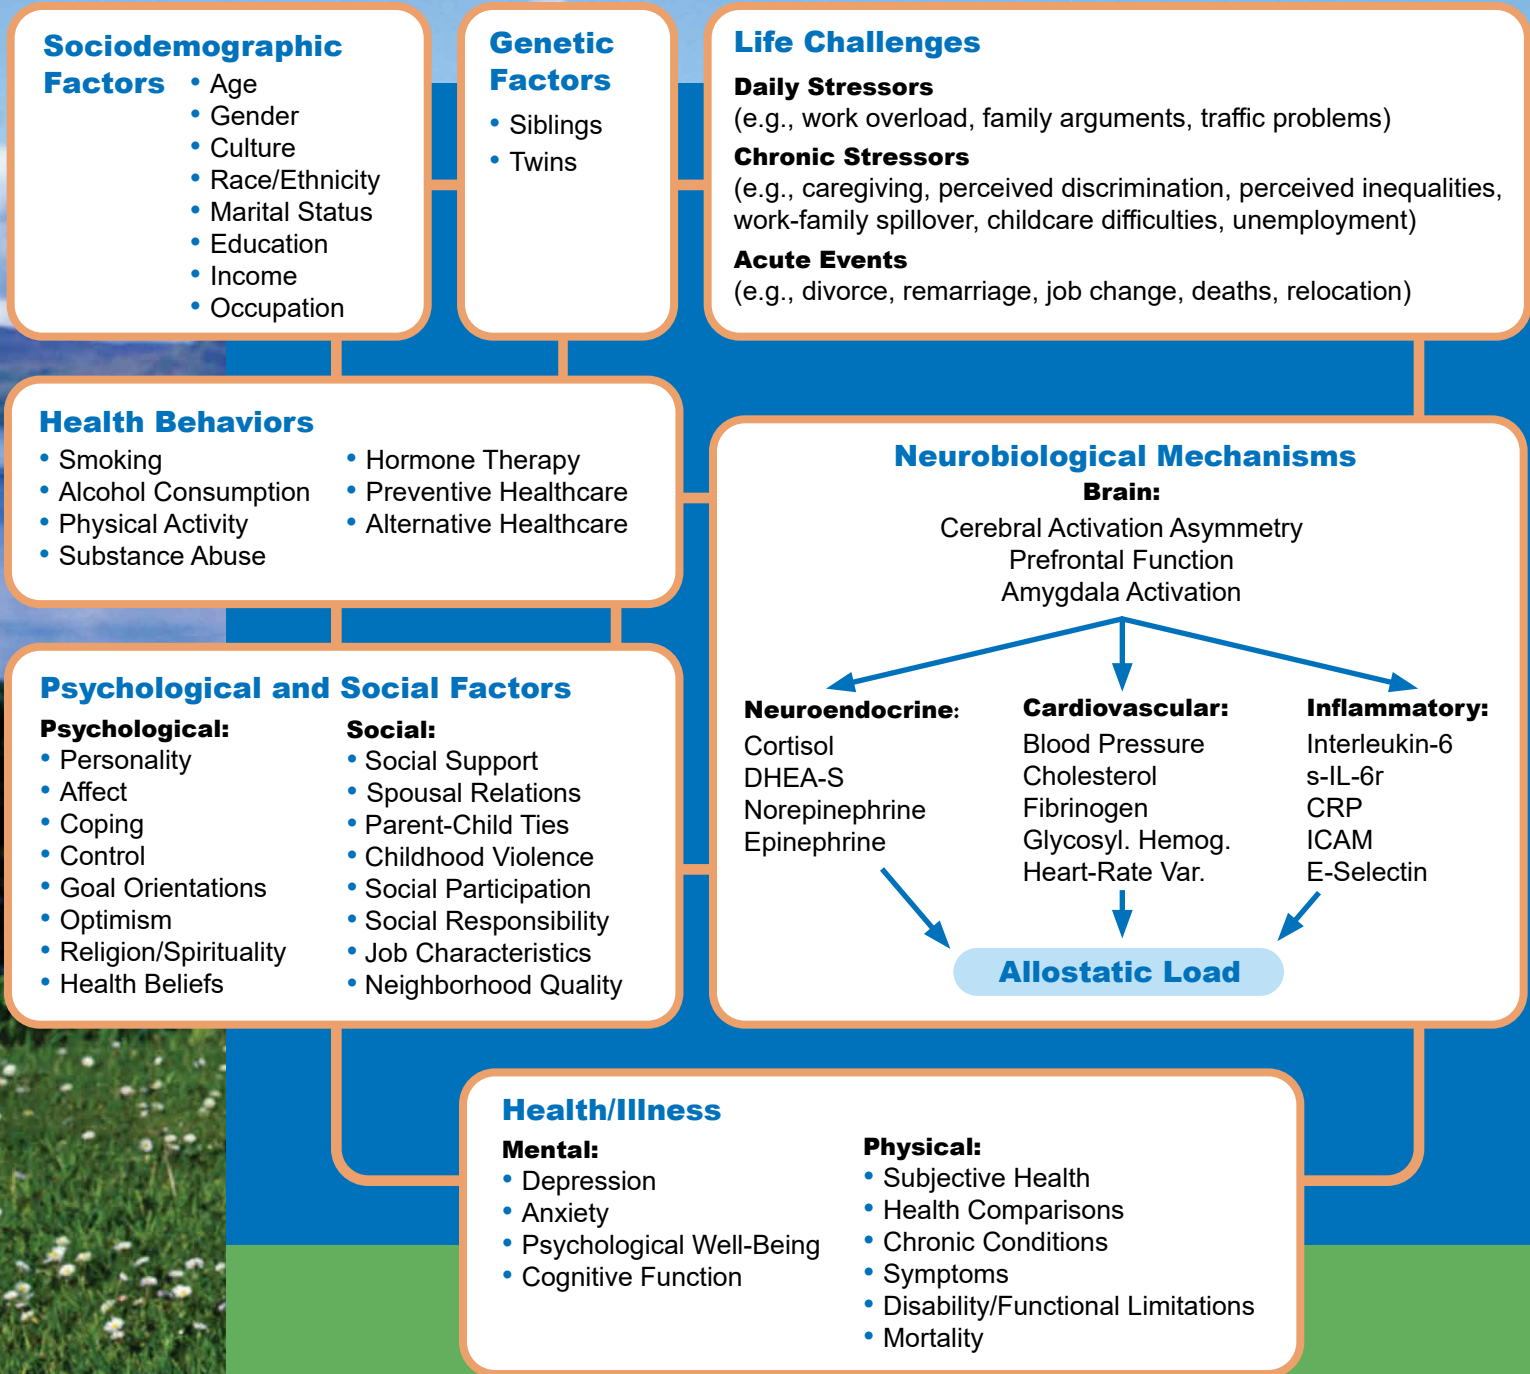 Sociodemographic
Factors
• Age
• Gender
• Culture
• Race/Ethnicity
• Marital Status
• Education
• Income
• Occupation
Genetic
Factors
• Siblings
• Twins
Life Challenges
Daily Stressors
(e.g., work overload, family arguments, traffic problems)
Chronic Stressors
(e.g., caregiving, perceived discrimination, perceived inequalities,
work-family spillover, childcare difficulties, unemployment)
Acute Events
(e.g., divorce, remarriage, job change, deaths, relocation)
Health Behaviors
• Smoking
• Alcohol Consumption
• Physical Activity
• Substance Abuse
• Hormone Therapy
• Preventive Healthcare
• Alternative Healthcare
Neurobiological Mechanisms
Brain:
Cerebral Activation Asymmetry
Prefrontal Function
Amygdala Activation
Neuroendocrine:
Cortisol
DHEA-S
Norepinephrine
Epinephrine
Cardiovascular:
Blood Pressure
Cholesterol
Fibrinogen
Glycosyl. Hemog.
Heart-Rate Var.
Inflammatory:
Interleukin-6
s-IL-6r
CRP
ICAM
E-Selectin
Allostatic Load
Psychological and Social Factors
Psychological:
• Personality
• Affect
• Coping
• Control
• Goal Orientations
• Optimism
• Religion/Spirituality
• Health Beliefs
Social:
• Social Support
• Spousal Relations
• Parent-Child Ties
• Childhood Violence
• Social Participation
• Social Responsibility
• Job Characteristics
• Neighborhood Quality
Health/Illness
Mental:
• Depression
• Anxiety
• Psychological Well-Being
• Cognitive Function
Physical:
• Subjective Health
• Health Comparisons
• Chronic Conditions
• Symptoms
• Disability/Functional Limitations
• Mortality